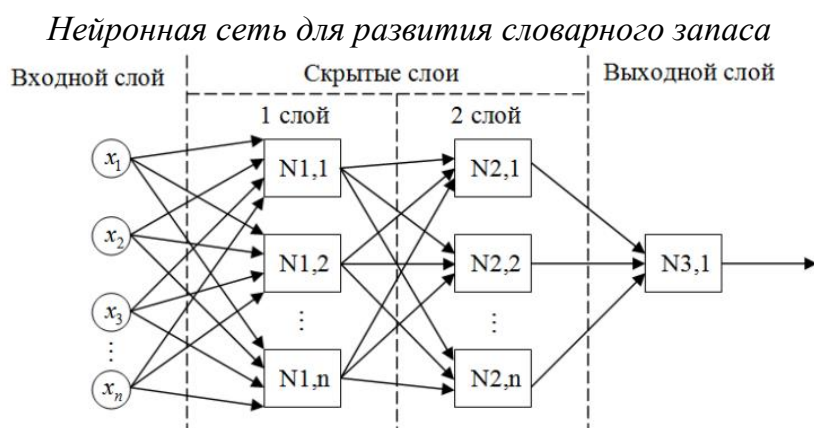 Нейронная сеть для развития словарного запаса
Входной слой
Скрытые слои
Выходной слой
1 слой
2 слой
x1
x2
x3
⋮
xn
N1,1
N1,2
⋮
N1,n
N2,1
N2,2
⋮
N2,n
N3,1